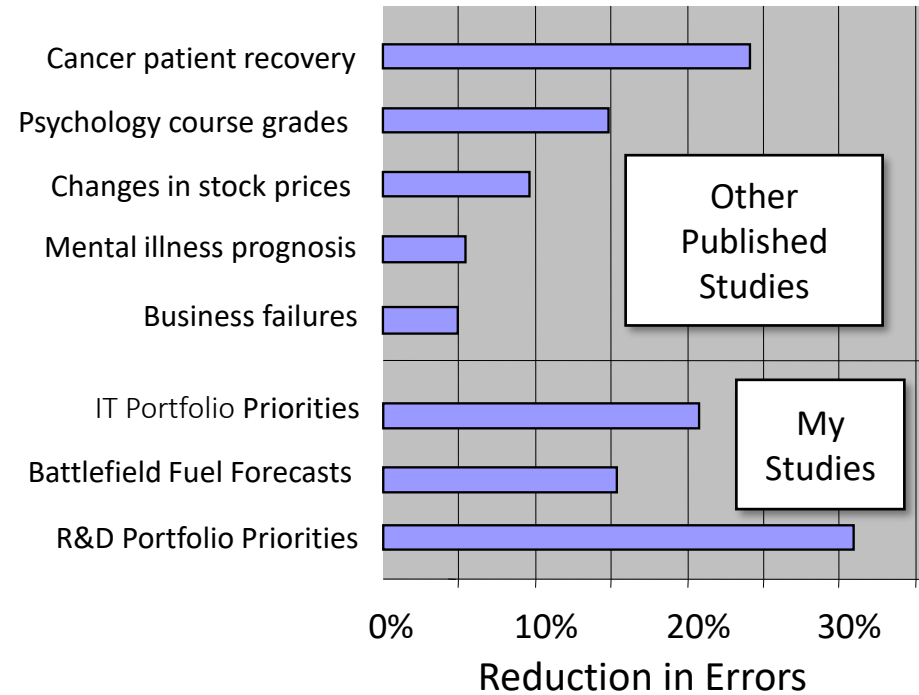 Cancer patient recovery
Psychology course grades
Changes in stock prices
Mental illness prognosis
Business failures
Other
Published
Studies
IT Portfolio Priorities
Battlefield Fuel Forecasts
R&D Portfolio Priorities
My
Studies
0% 10% 20% 30%
Reduction in Errors